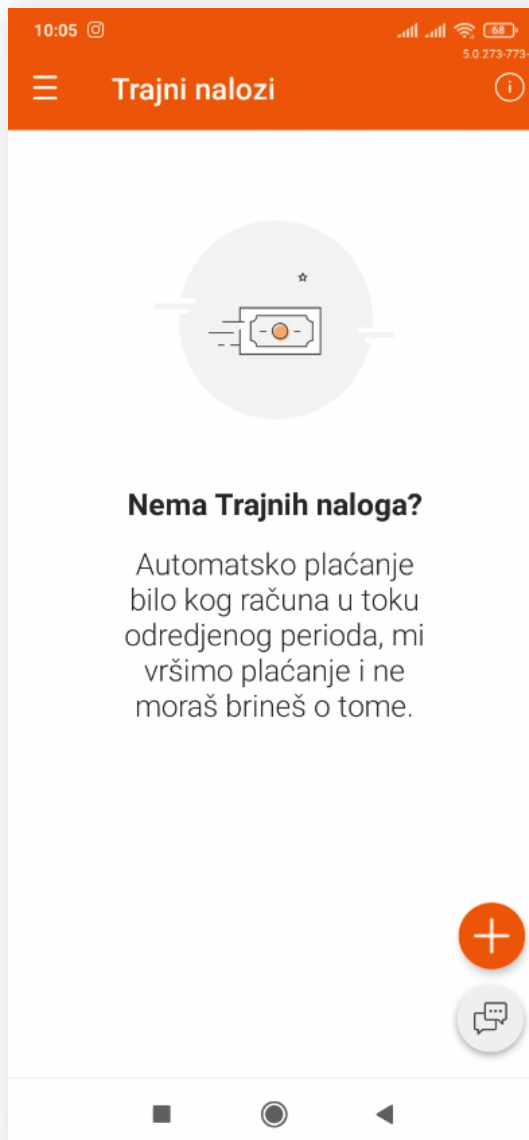 10:05
68
5.0.273-773-
Trajni nalozi
Nema Trajnih naloga?
Automatsko plaćanje
bilo kog računa u toku
odredjenog perioda, mi
vršimo plaćanje i ne
moraš brineš o tome.